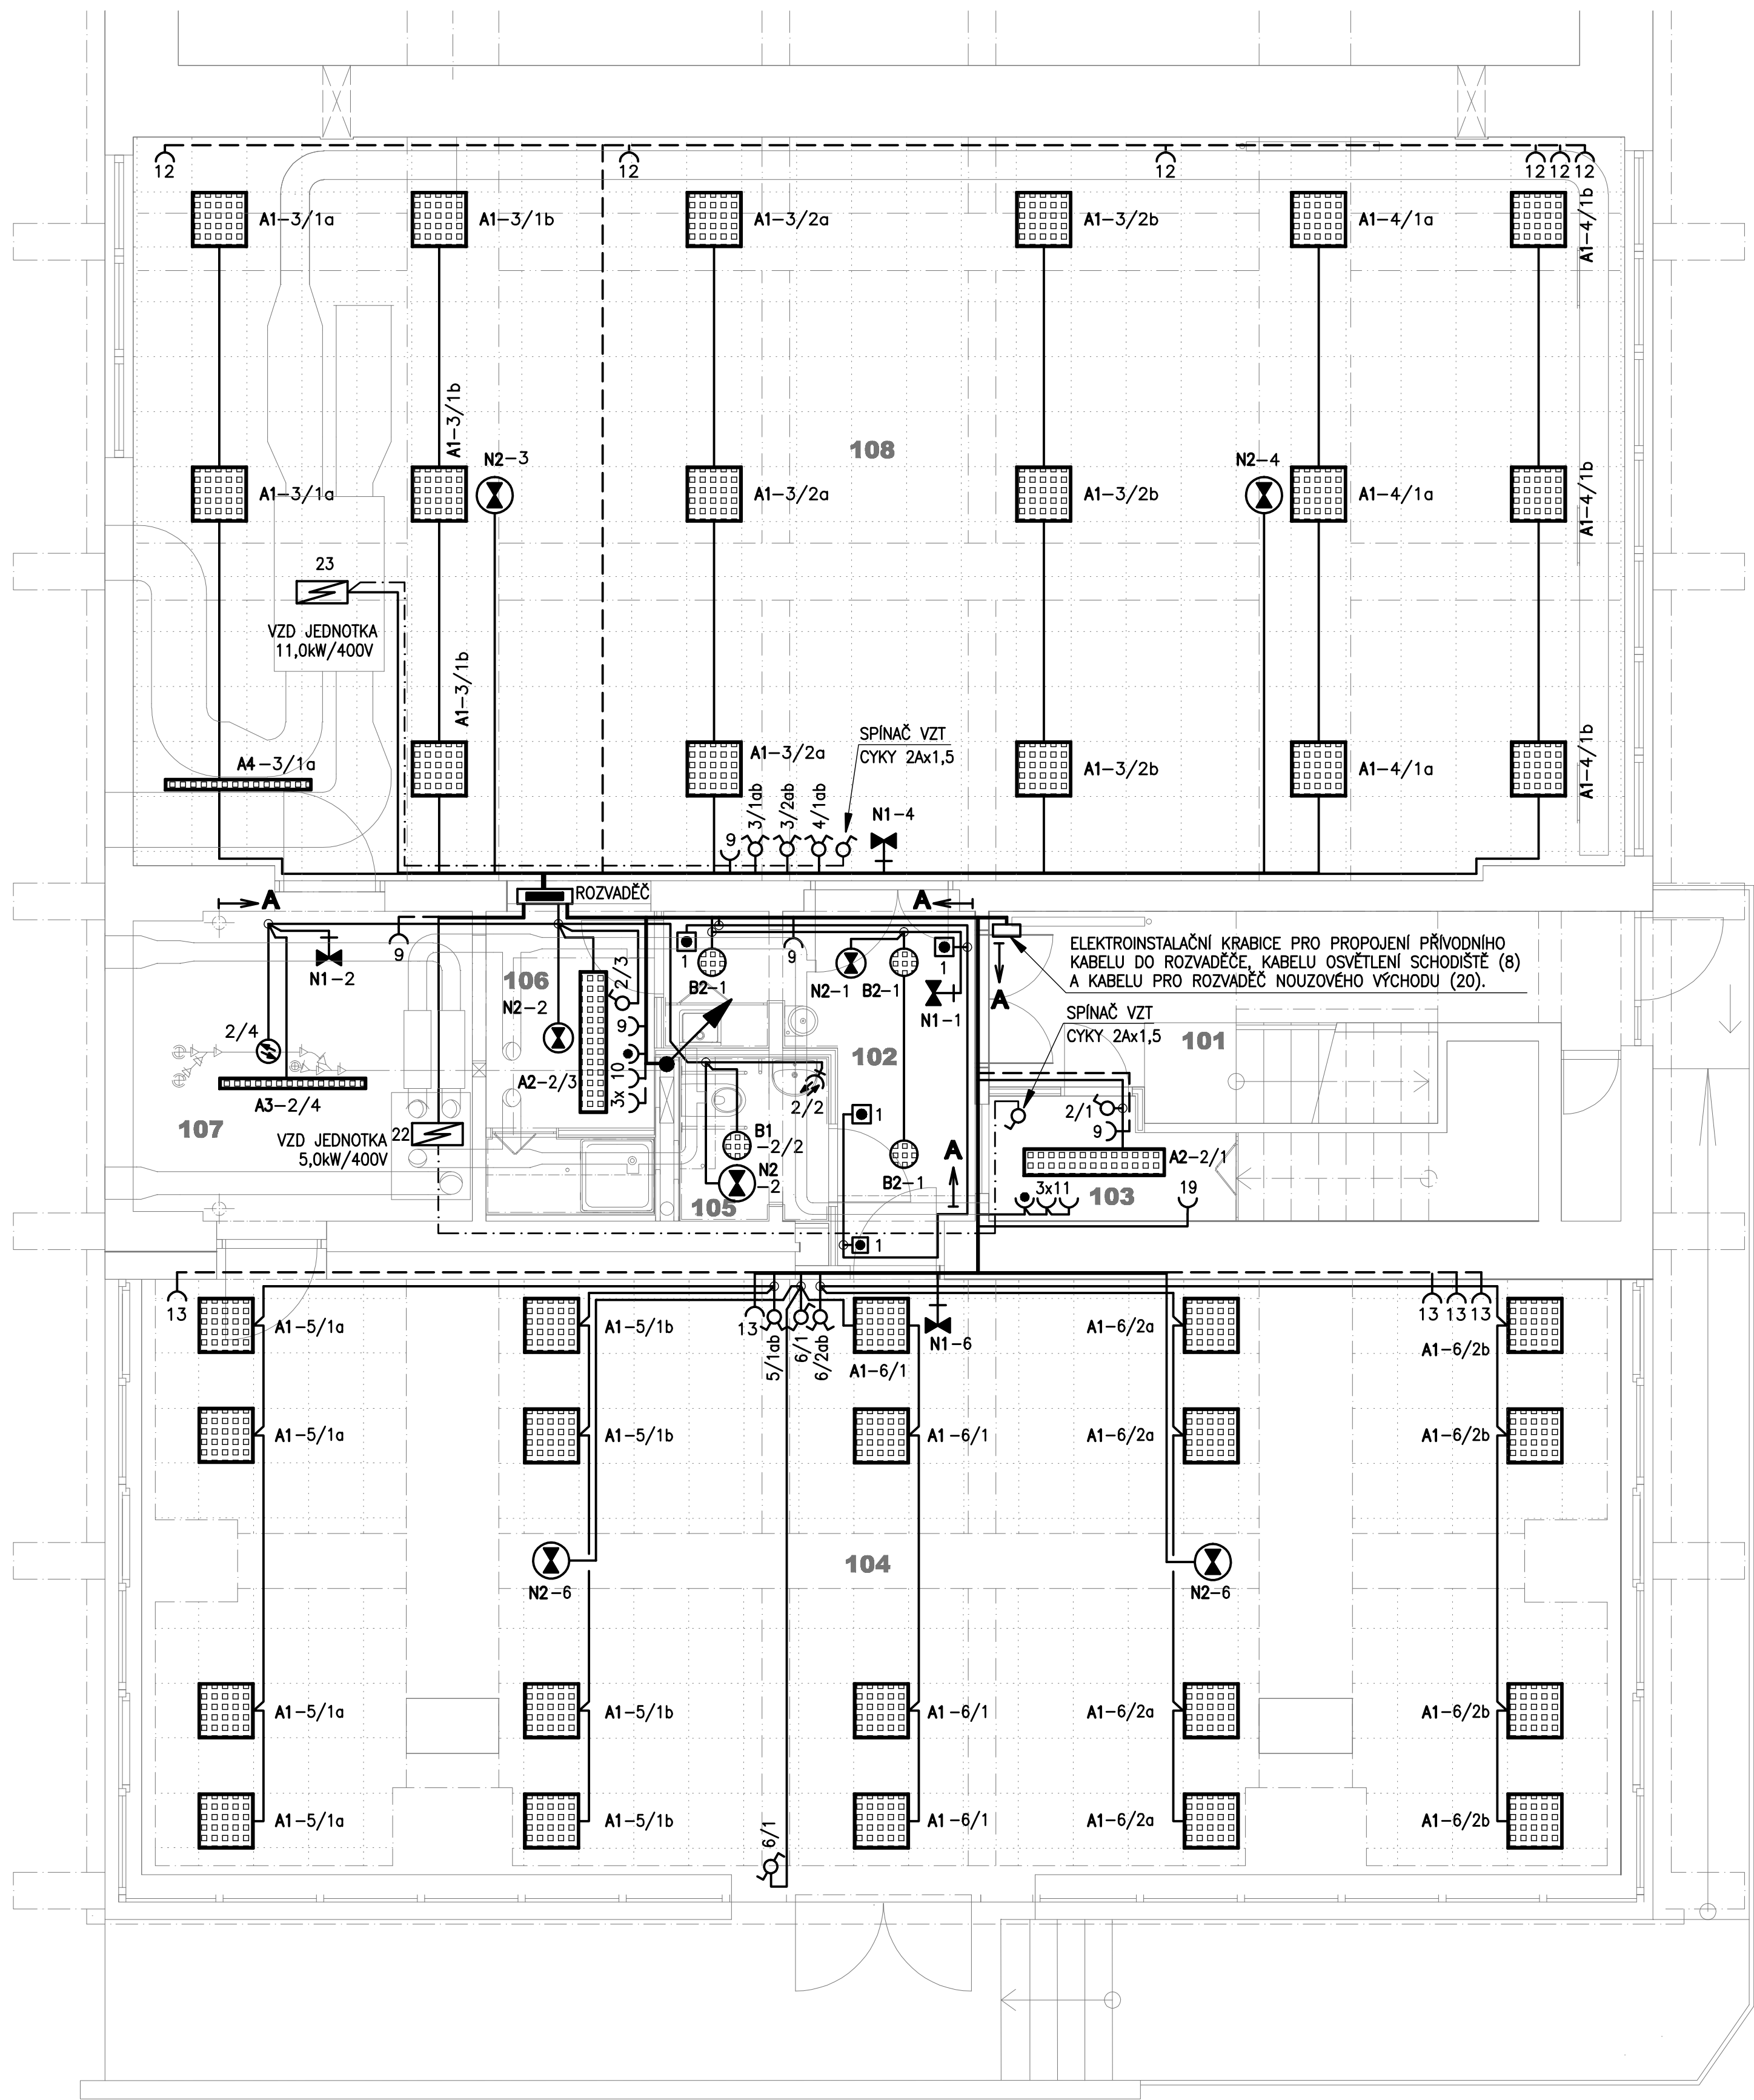 12
12
12
12 12 12
A1-3/1a
A1-3/1b
A1-3/2a
A1-3/2b
A1-4/1a
A1-4/1b
A1-3/1b
108
N2-3
N2-4
A1-3/1a
A1-3/2a
A1-3/2b
A1-4/1a
A1-4/1b
23
VZD JEDNOTKA
11,0kW/400V
A1-3/1b
A4-3/1a
A1-3/2a
SPÍNAČ VZT
CYKY 2Ax1,5
A1-3/2b
A1-4/1a
A1-4/1b
9
3/1ab
3/2ab
4/1ab
N1-4
ROZVADĚČ
A
A
9
N1-2
106
2/3
1
B2-1
9
N2-1
B2-1
1
N1-1
A
ELEKTROINSTALAČNÍ KRABICE PRO PROPOJENÍ PŘÍVODNÍHO
KABELU DO ROZVADĚČE, KABELU OSVĚTLENÍ SCHODIŠTĚ (8)
A KABELU PRO ROZVADĚČ NOUZOVÉHO VÝCHODU (20).
N2-2
9
2/4
SPÍNAČ VZT
CYKY 2Ax1,5
101
102
A2-2/3
3x 10
A3-2/4
2/2
1
2/1
9
107
22
VZD JEDNOTKA
5,0kW/400V
B1
-2/2
N2
-2
B2-1
A
A2-2/1
3x11
103
19
105
1
13
13
13 13 13
A1-5/1a
A1-5/1b
5/1ab
6/1
6/2ab
A1-6/1
N1-6
A1-6/2a
A1-6/2b
A1-5/1a
A1-5/1b
A1-6/1
A1-6/2a
A1-6/2b
N2-6
104
N2-6
A1-5/1a
A1-5/1b
A1-6/1
A1-6/2a
A1-6/2b
A1-5/1a
A1-5/1b
6/1
A1-6/1
A1-6/2a
A1-6/2b